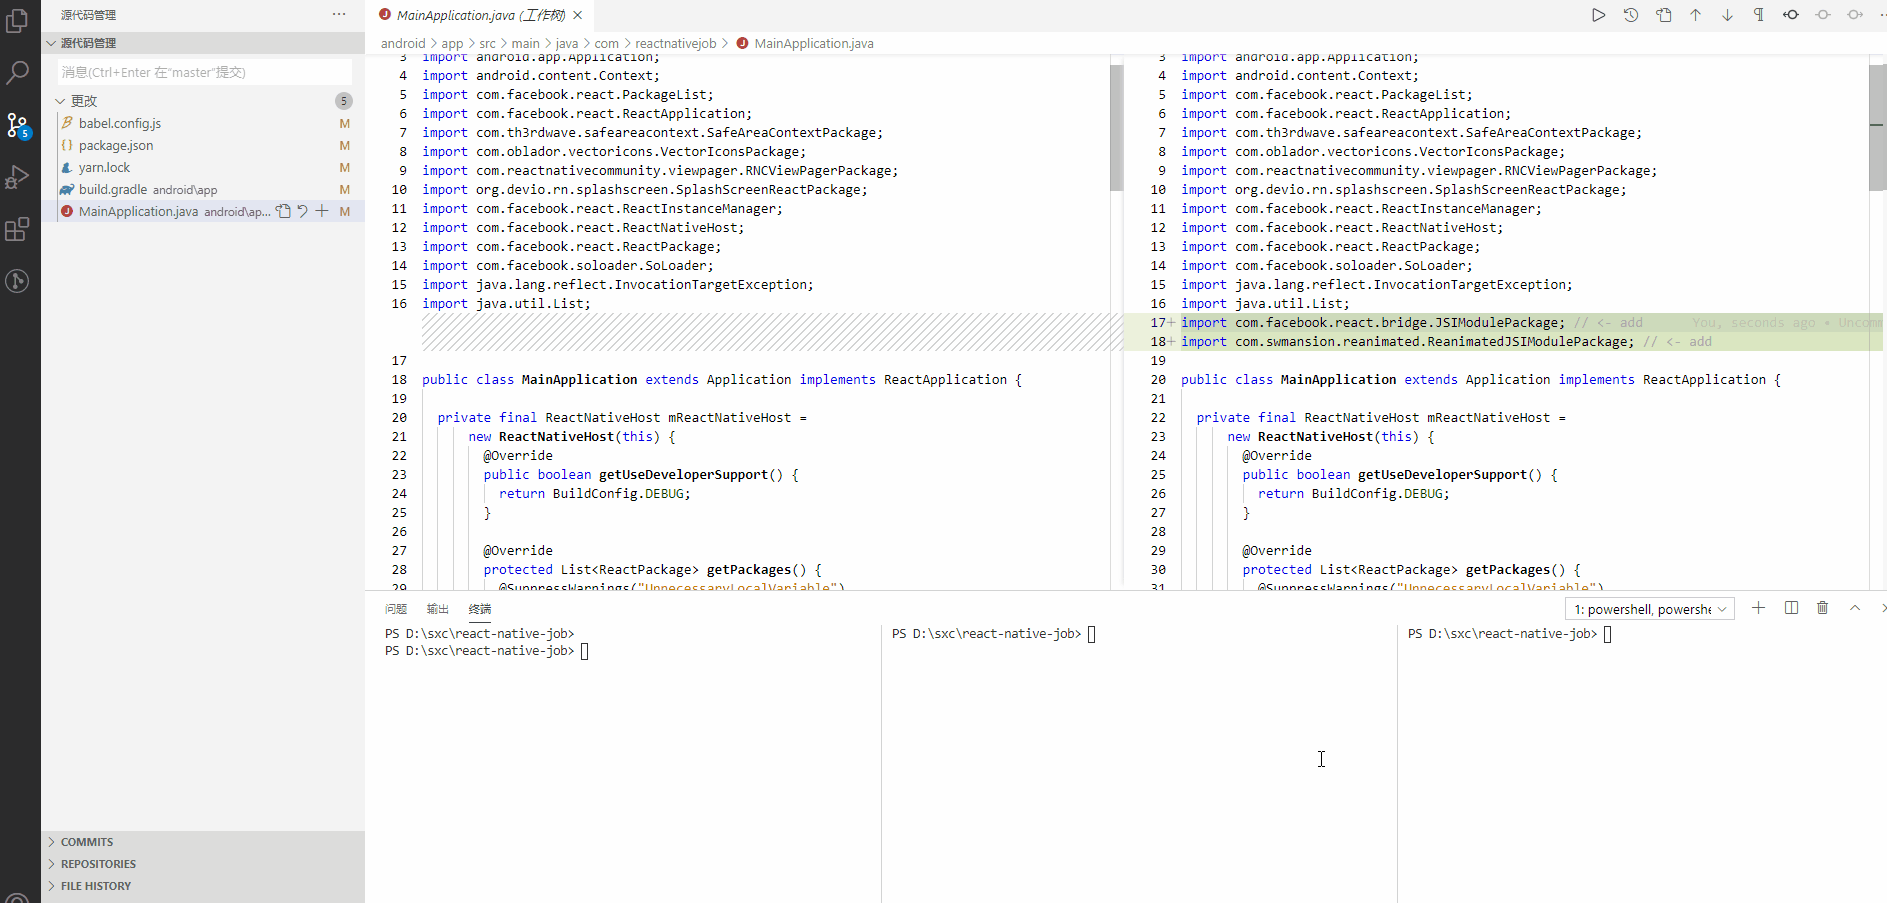 源代码管理
源代码管理
消息(Ctrl+Enter 在"master"提交)
更改 5
babel.config.js M
package.json M
yarn.lock M
build.gradle android\app M
MainApplication.java android\ap... M
5
COMMITS
REPOSITORIES
FILE HISTORY
MainApplication.java (工作树)
android > app > src > main > java > com > reactnativejob > MainApplication.java
3 import android.app.Application;
4 import android.content.Context;
5 import com.facebook.react.PackageList;
6 import com.facebook.react.ReactApplication;
7 import com.th3rdwave.safeareacontext.SafeAreaContextPackage;
8 import com.oblador.vectoricons.VectorIconsPackage;
9 import com.reactnativecommunity.viewpager.RNCViewPagerPackage;
10 import org.devio.rn.splashscreen.SplashScreenReactPackage;
11 import com.facebook.react.ReactInstanceManager;
12 import com.facebook.react.ReactNativeHost;
13 import com.facebook.react.ReactPackage;
14 import com.facebook.soloader.SoLoader;
15 import java.lang.reflect.InvocationTargetException;
16 import java.util.List;
17
18 public class MainApplication extends Application implements ReactApplication {
19
20 private final ReactNativeHost mReactNativeHost =
21 new ReactNativeHost(this) {
22 @Override
23 public boolean getUseDeveloperSupport() {
24 return BuildConfig.DEBUG;
25 }
26
27 @Override
28 protected List<ReactPackage> getPackages() {
29 @SuppressWarnings("UnnecessaryLocalVariable")
3 import android.app.Application;
4 import android.content.Context;
5 import com.facebook.react.PackageList;
6 import com.facebook.react.ReactApplication;
7 import com.th3rdwave.safeareacontext.SafeAreaContextPackage;
8 import com.oblador.vectoricons.VectorIconsPackage;
9 import com.reactnativecommunity.viewpager.RNCViewPagerPackage;
10 import org.devio.rn.splashscreen.SplashScreenReactPackage;
11 import com.facebook.react.ReactInstanceManager;
12 import com.facebook.react.ReactNativeHost;
13 import com.facebook.react.ReactPackage;
14 import com.facebook.soloader.SoLoader;
15 import java.lang.reflect.InvocationTargetException;
16 import java.util.List;
17+ import com.facebook.react.bridge.JSIModulePackage; // <- add You, seconds ago • Uncomm
18+ import com.swmansion.reanimated.ReanimatedJSIModulePackage; // <- add
19
20 public class MainApplication extends Application implements ReactApplication {
21
22 private final ReactNativeHost mReactNativeHost =
23 new ReactNativeHost(this) {
24 @Override
25 public boolean getUseDeveloperSupport() {
26 return BuildConfig.DEBUG;
27 }
28
29 @Override
30 protected List<ReactPackage> getPackages() {
31 @SuppressWarnings("UnnecessaryLocalVariable")
问题 输出 终端
1: powershell, powershe
PS D:\sxc\react-native-job>
PS D:\sxc\react-native-job>
PS D:\sxc\react-native-job>
PS D:\sxc\react-native-job>